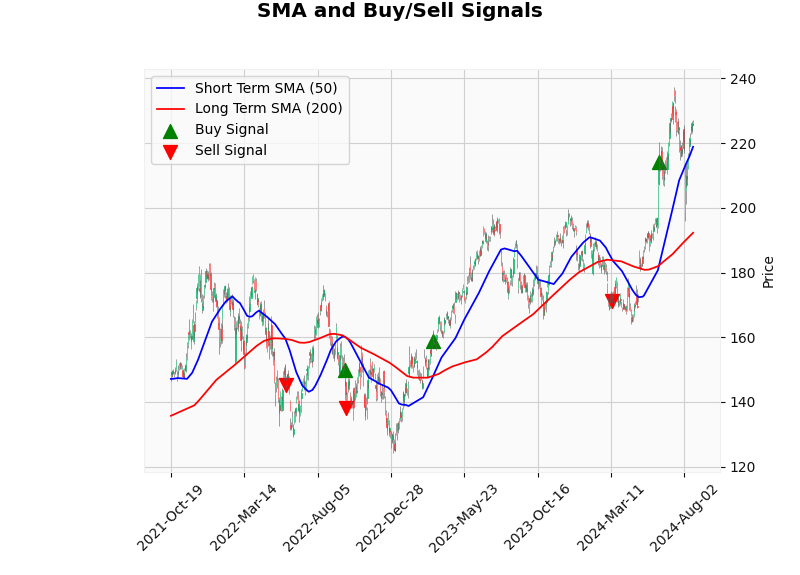 SMA and Buy/Sell Signals
Short Term SMA (50)
Long Term SMA (200)
Buy Signal
Sell Signal
240
220
200
180
160
140
120
Price
2021-Oct-19
2022-Mar-14
2022-Aug-05
2022-Dec-28
2023-May-23
2023-Oct-16
2024-Mar-11
2024-Aug-02